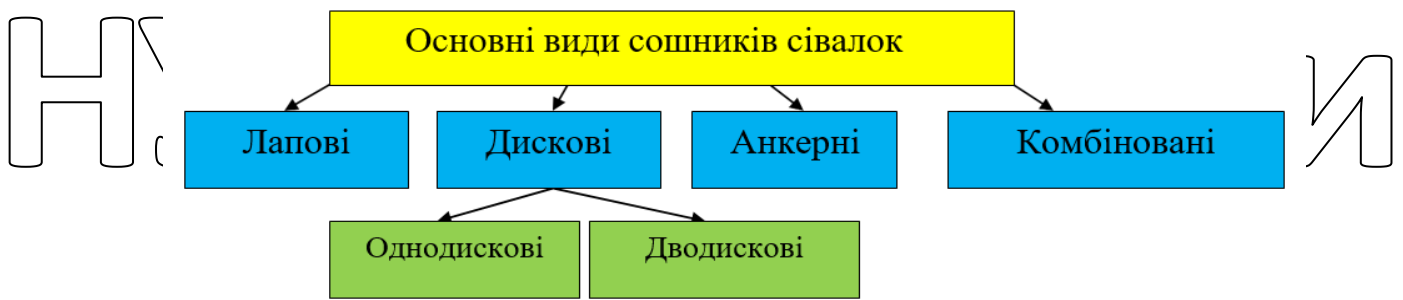 Основні види сошників сівалок
Лапові
Дискові
Анкерні
Комбіновані
Однодискові
Дводискові